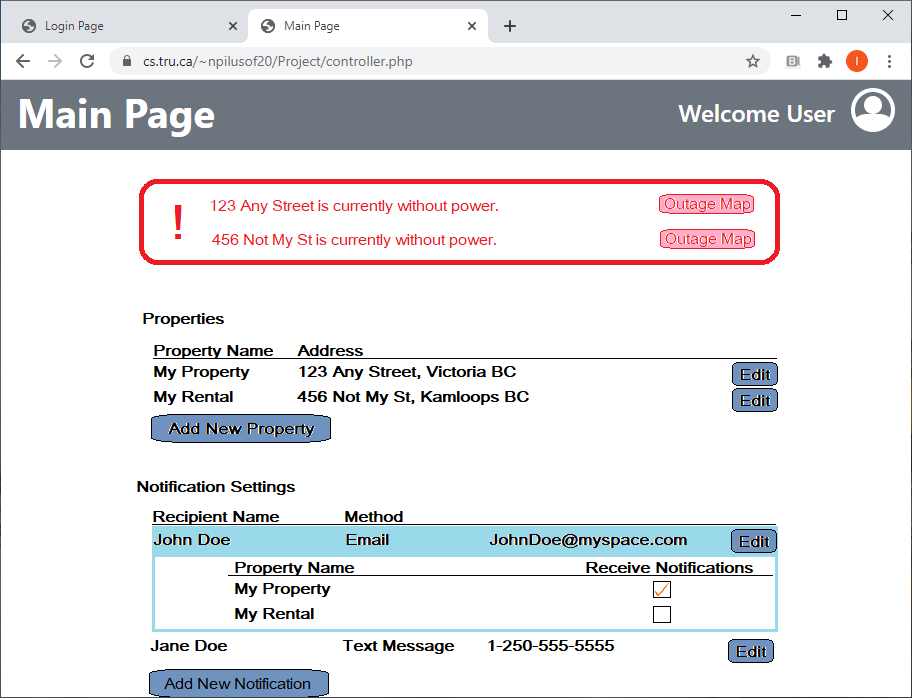 Login Page
Main Page
cs.tru.ca/~npilusof20/Project/controller.php
I
Main Page
Welcome User
! 123 Any Street is currently without power. Outage Map
456 Not My St is currently without power. Outage Map
Properties
Property Name Address
My Property 123 Any Street, Victoria BC Edit
My Rental 456 Not My St, Kamloops BC Edit
Add New Property
Notification Settings
Recipient Name Method
John Doe Email JohnDoe@myspace.com Edit
Property Name Receive Notifications
My Property
My Rental
Jane Doe Text Message 1-250-555-5555 Edit
Add New Notification